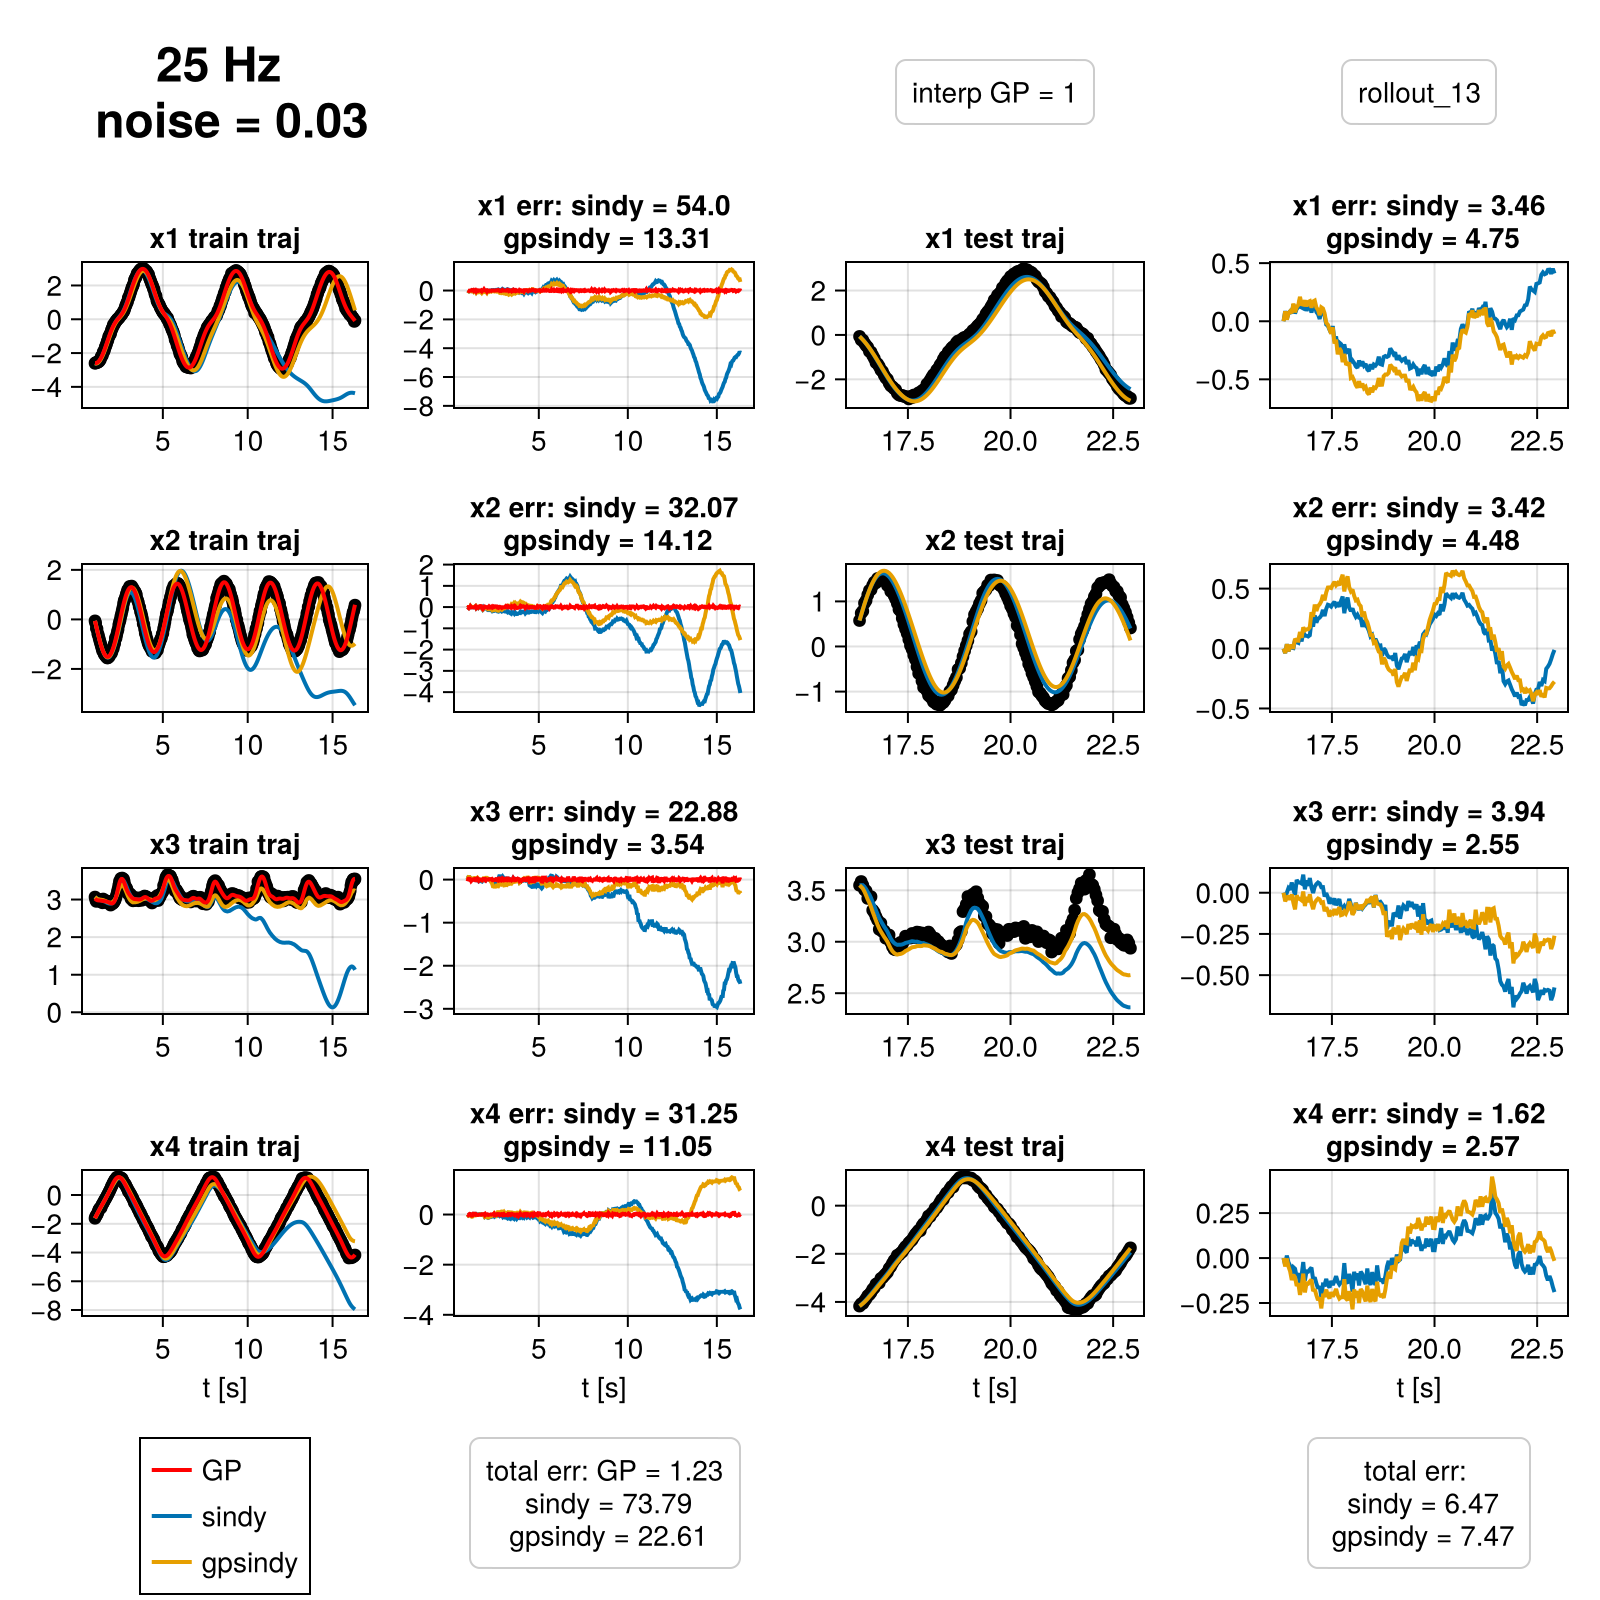 25 Hz
noise = 0.03
interp GP = 1
rollout_13
x1 train traj
2
0
−2
−4
5 10 15
x1 err: sindy = 54.0
gpsindy = 13.31
0
−2
−4
−6
−8
5 10 15
x1 test traj
2
0
−2
17.5 20.0 22.5
x1 err: sindy = 3.46
gpsindy = 4.75
0.5
0.0
−0.5
17.5 20.0 22.5
x2 train traj
2
0
−2
5 10 15
x2 err: sindy = 32.07
gpsindy = 14.12
2
1
0
−1
−2
−3
−4
5 10 15
x2 test traj
1
0
−1
17.5 20.0 22.5
x2 err: sindy = 3.42
gpsindy = 4.48
0.5
0.0
−0.5
17.5 20.0 22.5
x3 train traj
3
2
1
0
5 10 15
x3 err: sindy = 22.88
gpsindy = 3.54
0
−1
−2
−3
5 10 15
x3 test traj
3.5
3.0
2.5
17.5 20.0 22.5
x3 err: sindy = 3.94
gpsindy = 2.55
0.00
−0.25
−0.50
17.5 20.0 22.5
x4 train traj
0
−2
−4
−6
−8
5 10 15
t [s]
x4 err: sindy = 31.25
gpsindy = 11.05
0
−2
−4
5 10 15
t [s]
x4 test traj
0
−2
−4
17.5 20.0 22.5
t [s]
x4 err: sindy = 1.62
gpsindy = 2.57
0.25
0.00
−0.25
17.5 20.0 22.5
t [s]
GP
sindy
gpsindy
total err: GP = 1.23
sindy = 73.79
gpsindy = 22.61
total err:
sindy = 6.47
gpsindy = 7.47